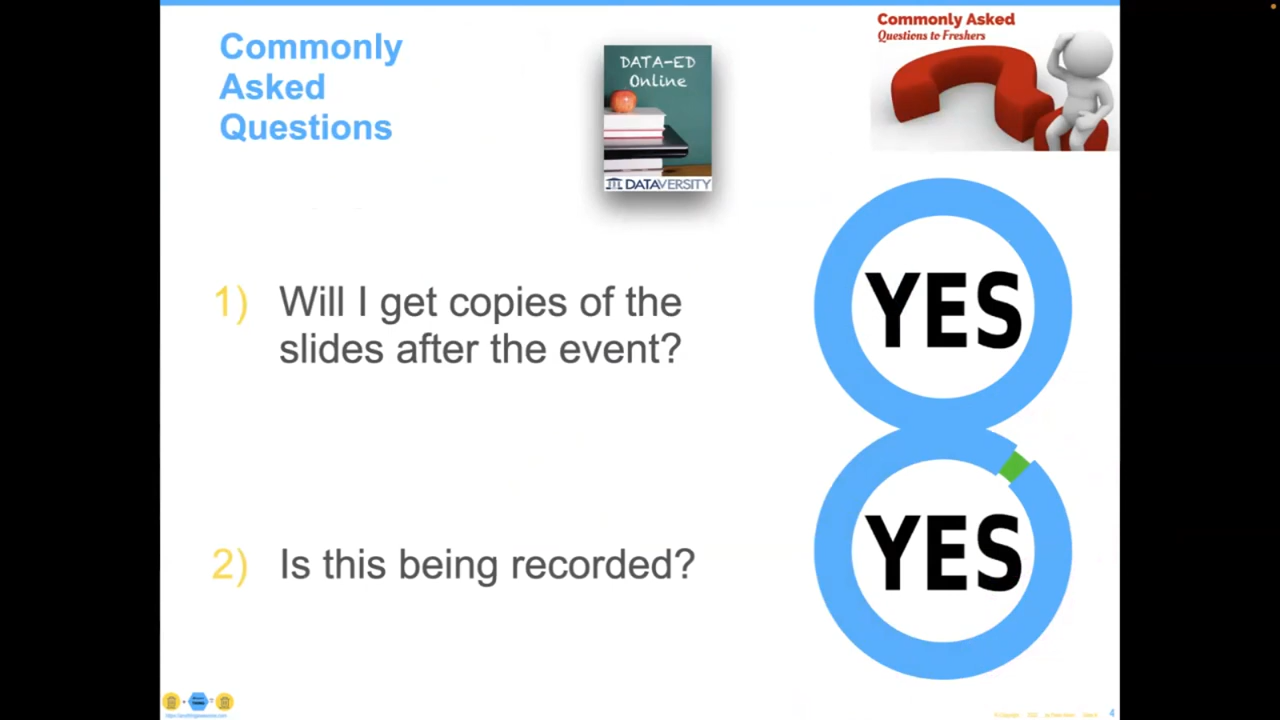 Commonly
Asked
Questions
DATA-ED
Online
DATAVERSITY
Commonly Asked
Questions to Freshers
1) Will I get copies of the
slides after the event?
YES
2) Is this being recorded?
YES
4